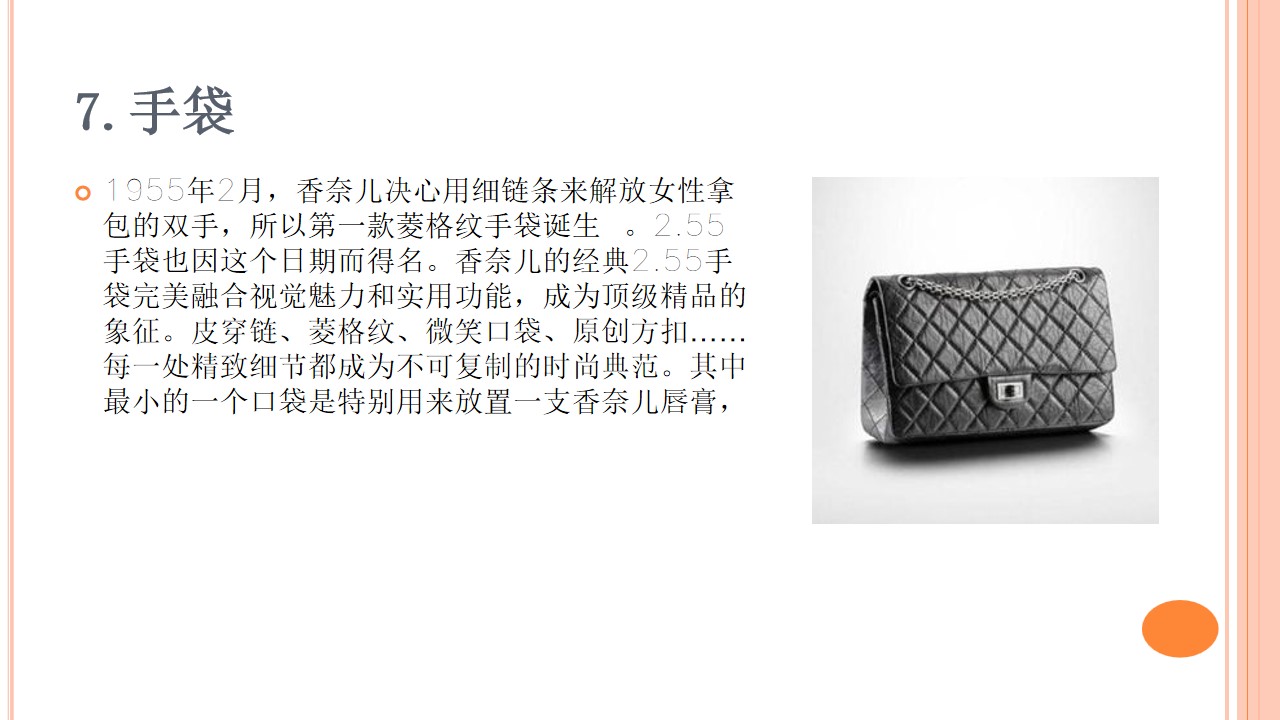 7.手袋
1955年2月，香奈儿决心用细链条来解放女性拿
包的双手，所以第一款菱格纹手袋诞生 。2.55
手袋也因这个日期而得名。香奈儿的经典2.55手
袋完美融合视觉魅力和实用功能，成为顶级精品的
象征。皮穿链、菱格纹、微笑口袋、原创方扣……
每一处精致细节都成为不可复制的时尚典范。其中
最小的一个口袋是特别用来放置一支香奈儿唇膏，